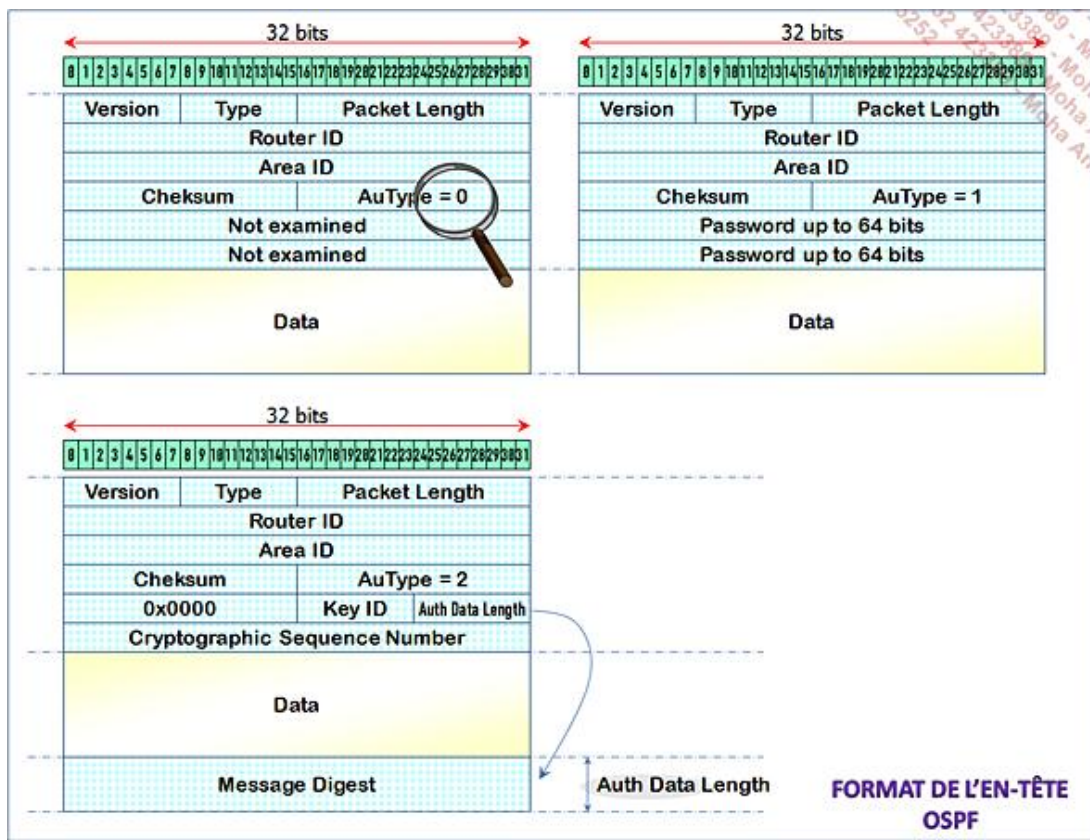 32 bits
0 1 2 3 4 5 6 7 8 9 10 11 12 13 14 15 16 17 18 19 20 21 22 23 24 25 26 27 28 29 30 31
Version Type Packet Length
Router ID
Area ID
Cheksum AuType = 0
Not examined
Not examined
Data
32 bits
0 1 2 3 4 5 6 7 8 9 10 11 12 13 14 15 16 17 18 19 20 21 22 23 24 25 26 27 28 29 30 31
Version Type Packet Length
Router ID
Area ID
Cheksum AuType = 1
Password up to 64 bits
Password up to 64 bits
Data
32 bits
0 1 2 3 4 5 6 7 8 9 10 11 12 13 14 15 16 17 18 19 20 21 22 23 24 25 26 27 28 29 30 31
Version Type Packet Length
Router ID
Area ID
Cheksum AuType = 2
0x0000 Key ID Auth Data Length
Cryptographic Sequence Number
Data
Message Digest
Auth Data Length
FORMAT DE L'EN-TÊTE
OSPF